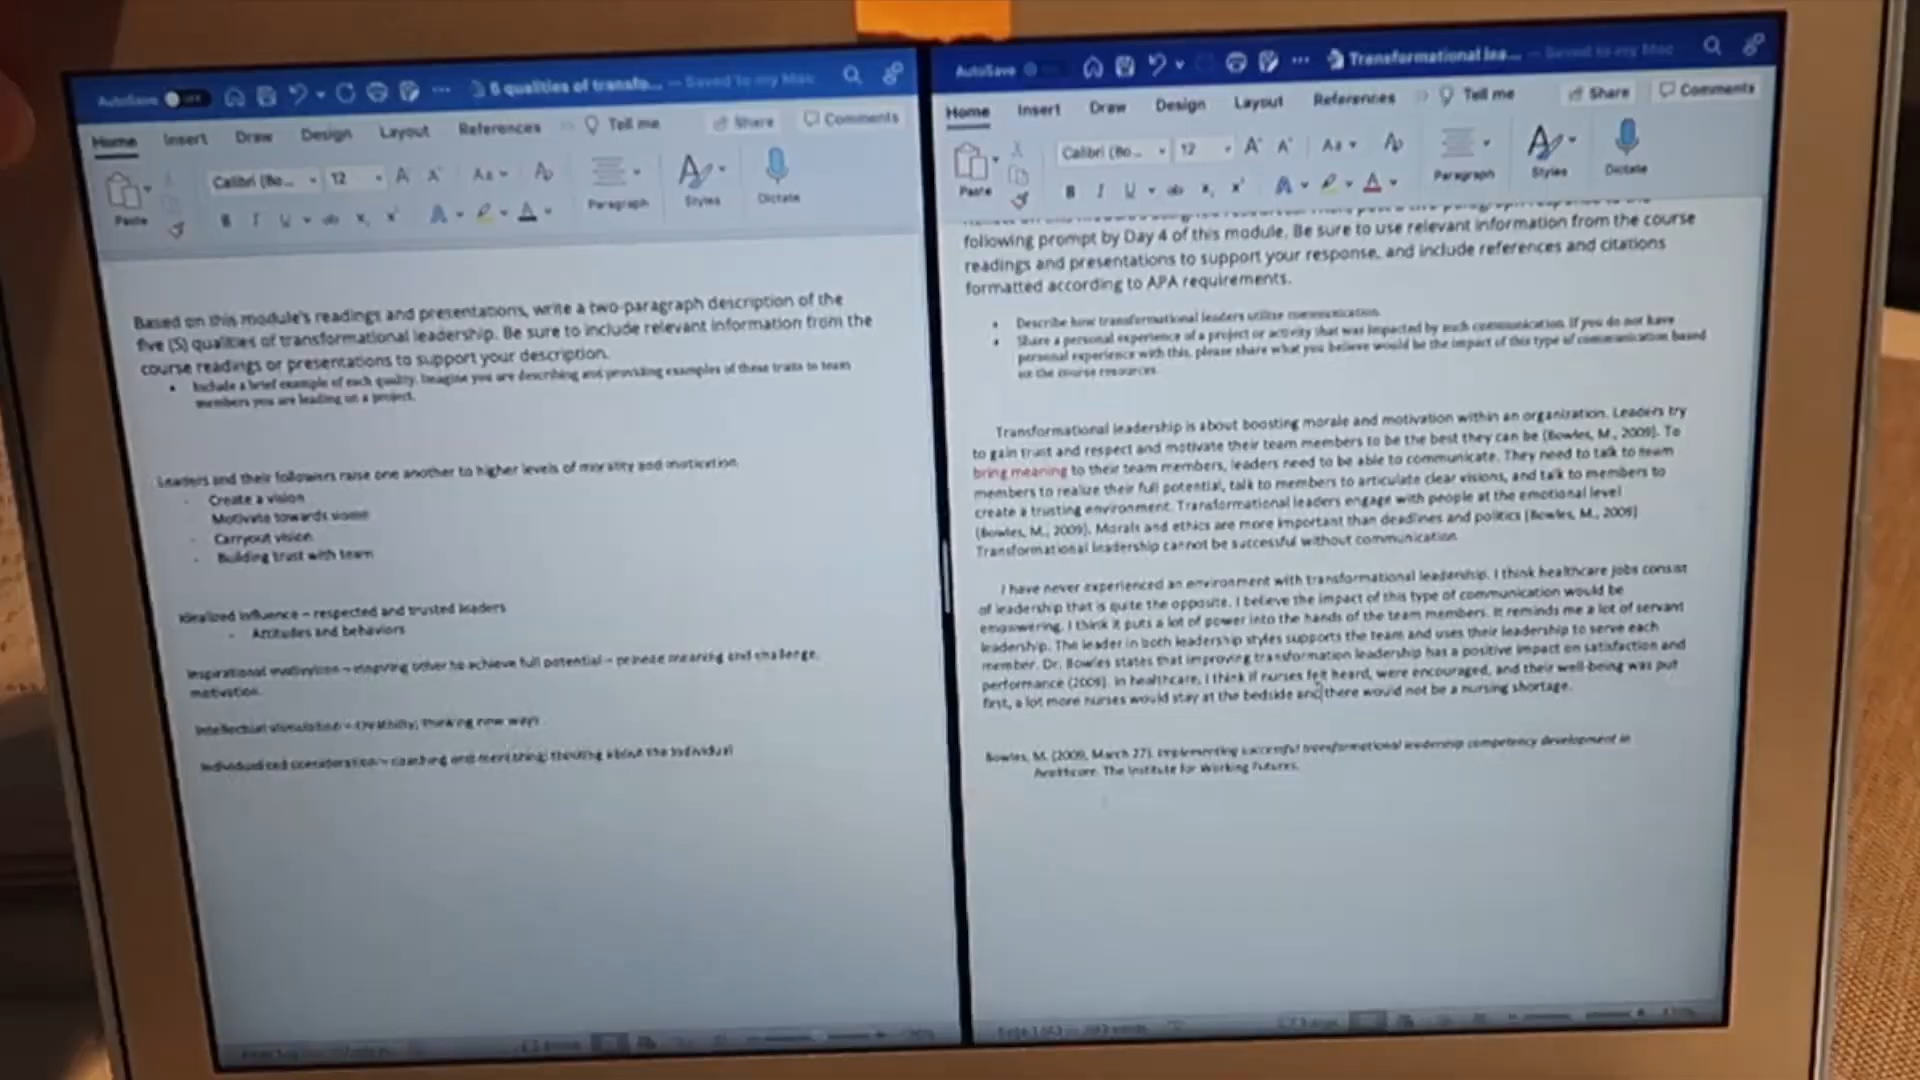 AutoSave OFF 6 qualities of transfo... — Saved to my Mac
Home Insert Draw Design Layout References Tell me Share Comments
Calibri (Bo... 12
Paste Paragraph Styles Dictate
Based on this module's readings and presentations, write a two-paragraph description of the
five (5) qualities of transformational leadership. Be sure to include relevant information from the
course readings or presentations to support your description.
Include a brief example of each quality. Imagine you are describing and providing examples of these traits to team
members you are leading on a project.
Leaders and their followers raise one another to higher levels of morality and motivation.
- Create a vision
Motivate towards
- Carryout vision
- Building trust with team
Idealized influence – respected and trusted leaders
- Attitudes and behaviors
Inspirational motivation – inspiring other to achieve full potential – meaning and challenge,
motivation.
Intellectual stimulation – creativity; thinking new ways
Individualized consideration – coaching and mentoring; thinking about the individual
AutoSave Transformational lea... — Saved to my Mac
Home Insert Draw Design Layout References Tell me Share Comments
Calibri (Bo... 12
Paste Paragraph Styles Dictate
following prompt by Day 4 of this module. Be sure to use relevant information from the course
readings and presentations to support your response, and include references and citations
formatted according to APA requirements.
Describe how transformational leaders utilize communication.
Share a personal experience of a project or activity that was impacted by such communication. If you do not have
personal experience with this, please share what you believe would be the impact of this type of communication based
on the course resources.
Transformational leadership is about boosting morale and motivation within an organization. Leaders try
to gain trust and respect and motivate their team members to be the best they can be (Bowles, M., 2009). To
bring meaning to their team members, leaders need to be able to communicate. They need to talk to team
members to realize their full potential, talk to members to articulate clear visions, and talk to members to
create a trusting environment. Transformational leaders engage with people at the emotional level
(Bowles, M., 2009). Morals and ethics are more important than deadlines and politics (Bowles, M., 2009)
Transformational leadership cannot be successful without communication.
I have never experienced an environment with transformational leadership. I think healthcare jobs consist
of leadership that is quite the opposite. I believe the impact of this type of communication would be
empowering. I think it puts a lot of power into the hands of the team members. It reminds me a lot of servant
leadership. The leader in both leadership styles supports the team and uses their leadership to serve each
member. Dr. Bowles states that improving transformation leadership has a positive impact on satisfaction and
performance (2009). In healthcare, I think if nurses felt heard, were encouraged, and their well-being was put
first, a lot more nurses would stay at the bedside and there would not be a nursing shortage.
Bowles, M. (2009, March 27). Implementing successful transformational leadership competency development in
healthcare. The Institute for Working Futures.